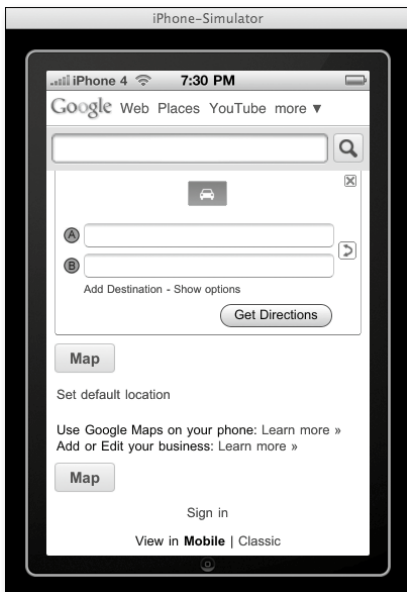 iPhone-Simulator
iPhone 4 7:30 PM
Google Web Places YouTube more ▼
A
B
Add Destination - Show options
Get Directions
Map
Set default location
Use Google Maps on your phone: Learn more »
Add or Edit your business: Learn more »
Map
Sign in
View in Mobile | Classic